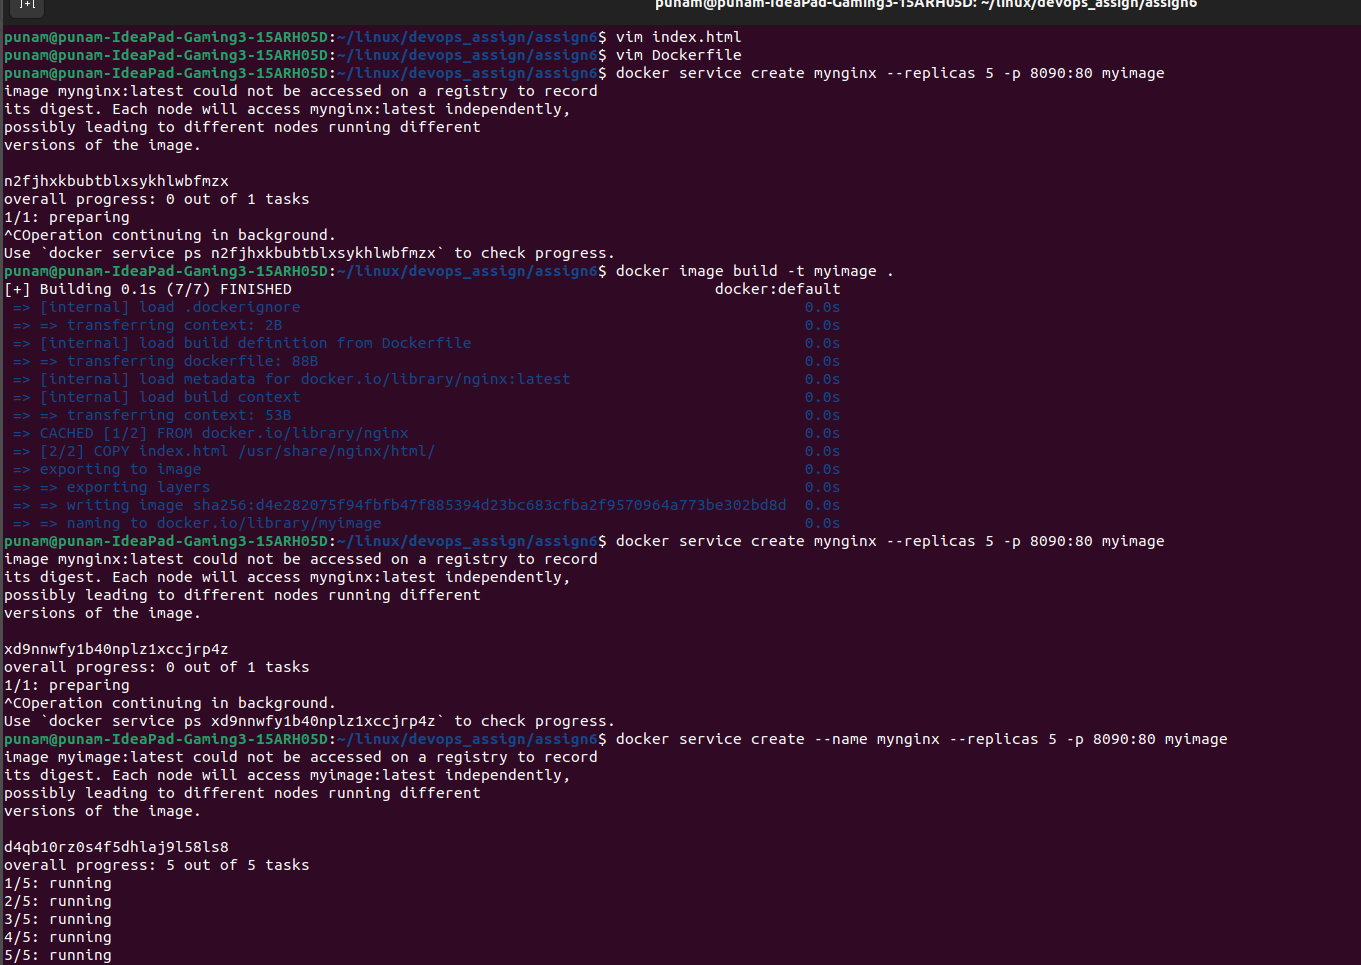 punam@punam-IdeaPad-Gaming3-15ARH05D: ~/linux/devops_assign/assign6
punam@punam-IdeaPad-Gaming3-15ARH05D:~/linux/devops_assign/assign6$ vim index.html
punam@punam-IdeaPad-Gaming3-15ARH05D:~/linux/devops_assign/assign6$ vim Dockerfile
punam@punam-IdeaPad-Gaming3-15ARH05D:~/linux/devops_assign/assign6$ docker service create mynginx --replicas 5 -p 8090:80 myimage
image mynginx:latest could not be accessed on a registry to record
its digest. Each node will access mynginx:latest independently,
possibly leading to different nodes running different
versions of the image.

n2fjhxkbubtblxsykhlwbfmzx
overall progress: 0 out of 1 tasks
1/1: preparing
^COperation continuing in background.
Use `docker service ps n2fjhxkbubtblxsykhlwbfmzx` to check progress.
punam@punam-IdeaPad-Gaming3-15ARH05D:~/linux/devops_assign/assign6$ docker image build -t myimage .
[+] Building 0.1s (7/7) FINISHED docker:default
=> [internal] load .dockerignore 0.0s
=> => transferring context: 2B 0.0s
=> [internal] load build definition from Dockerfile 0.0s
=> => transferring dockerfile: 88B 0.0s
=> [internal] load metadata for docker.io/library/nginx:latest 0.0s
=> [internal] load build context 0.0s
=> => transferring context: 53B 0.0s
=> CACHED [1/2] FROM docker.io/library/nginx 0.0s
=> [2/2] COPY index.html /usr/share/nginx/html/ 0.0s
=> exporting to image 0.0s
=> => exporting layers 0.0s
=> => writing image sha256:d4e282075f94fbfb47f885394d23bc683cfba2f9570964a773be302bd8d 0.0s
=> => naming to docker.io/library/myimage 0.0s
punam@punam-IdeaPad-Gaming3-15ARH05D:~/linux/devops_assign/assign6$ docker service create mynginx --replicas 5 -p 8090:80 myimage
image mynginx:latest could not be accessed on a registry to record
its digest. Each node will access mynginx:latest independently,
possibly leading to different nodes running different
versions of the image.

xd9nnwfy1b40nplz1xccjrp4z
overall progress: 0 out of 1 tasks
1/1: preparing
^COperation continuing in background.
Use `docker service ps xd9nnwfy1b40nplz1xccjrp4z` to check progress.
punam@punam-IdeaPad-Gaming3-15ARH05D:~/linux/devops_assign/assign6$ docker service create --name mynginx --replicas 5 -p 8090:80 myimage
image myimage:latest could not be accessed on a registry to record
its digest. Each node will access myimage:latest independently,
possibly leading to different nodes running different
versions of the image.

d4qb10rz0s4f5dhlaj9l58ls8
overall progress: 5 out of 5 tasks
1/5: running
2/5: running
3/5: running
4/5: running
5/5: running